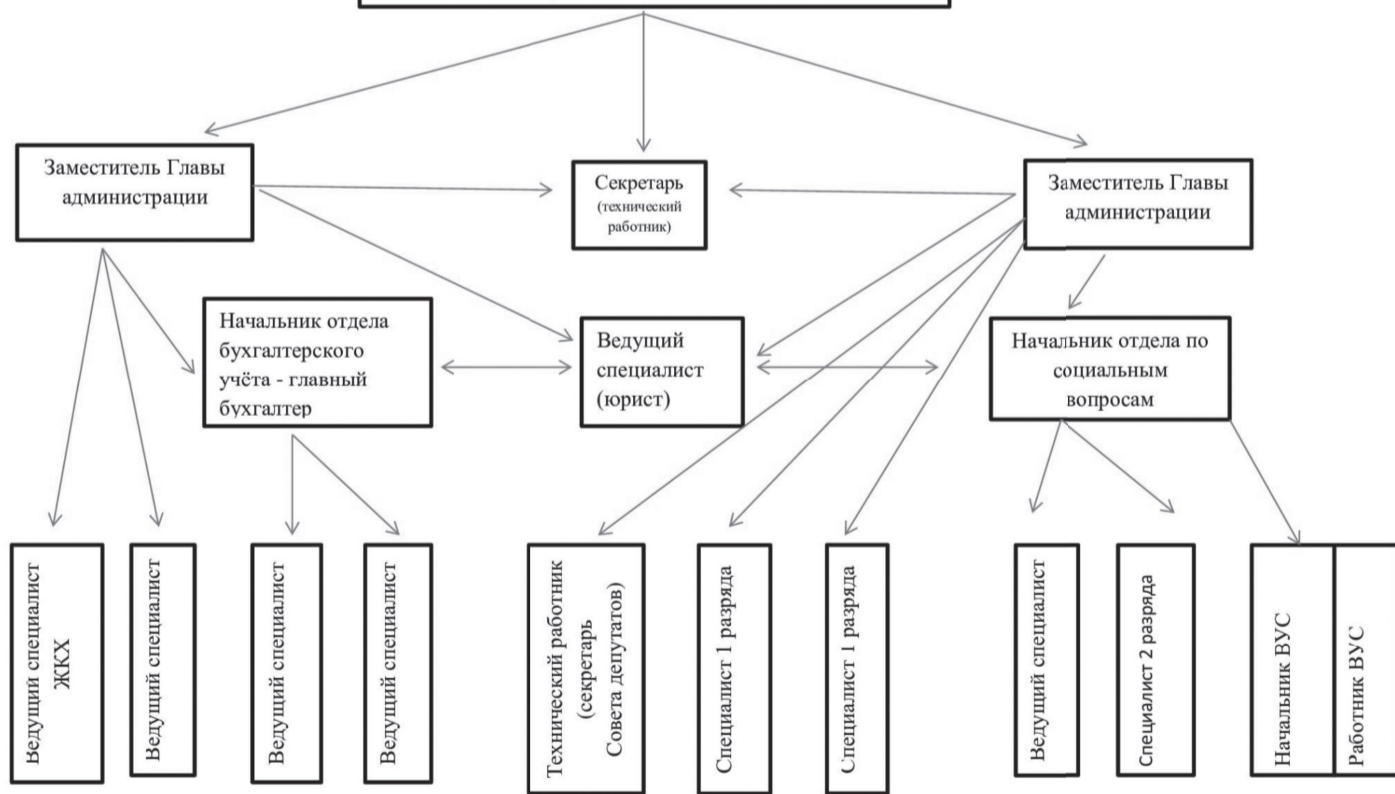 Заместитель Главы
администрации
Секретарь
(технический
работник)
Заместитель Главы
администрации
Начальник отдела
бухгалтерского
учёта - главный
бухгалтер
Ведущий
специалист
(юрист)
Начальник отдела по
социальным
вопросам
Ведущий специалист
ЖКХ
Ведущий специалист
Ведущий специалист
Ведущий специалист
Технический работник
(секретарь
Совета депутатов)
Специалист 1 разряда
Специалист 1 разряда
Ведущий специалист
Специалист 2 разряда
Начальник ВУС
Работник ВУС